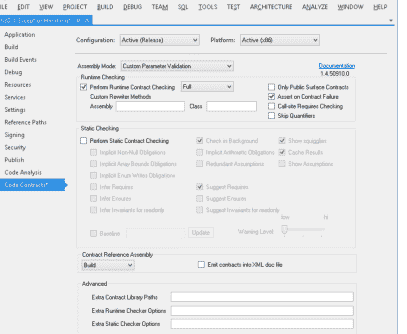 ILE EDIT VIEW PROJECT BUILD DEBUG TEAM SQL TOOLS TEST ARCHITECTURE ANALYZE WINDOW HELP
Application
Configuration: Active (Release) Platform: Active (x86)
Build
Build Events
Debug
Resources
Services
Settings
Reference Paths
Signing
Security
Publish
Code Analysis
Code Contracts*
Assembly Mode: Custom Parameter Validation Documentation
1.4.50910.0
Runtime Checking
Perform Runtime Contract Checking Full Only Public Surface Contracts
Custom Rewriter Methods Assert on Contract Failure
Assembly Class Call-site Requires Checking
Skip Quantifiers
Static Checking
Perform Static Contract Checking Check in Background Show squigglies
Implicit Non-Null Obligations Implicit Arithmetic Obligations Cache Results
Implicit Array Bounds Obligations Redundant Assumptions Show Assumptions
Implicit Enum Writes Obligations
Infer Requires Suggest Requires
Infer Ensures Suggest Ensures
Infer Invariants for readonly Suggest Invariants for readonly
low hi
Baseline Update Warning Level:
Contract Reference Assembly
Build Emit contracts into XML doc file
Advanced
Extra Contract Library Paths
Extra Runtime Checker Options
Extra Static Checker Options